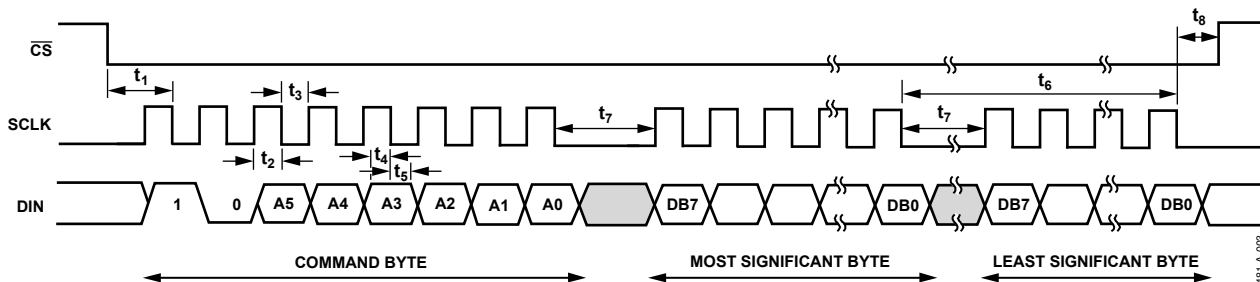 t8
CS
t1
t3
t6
SCLK
t7
t7
t2
t4
t5
DIN
1
0
A5
A4
A3
A2
A1
A0
DB7
DB0
DB7
DB0
COMMAND BYTE
MOST SIGNIFICANT BYTE
LEAST SIGNIFICANT BYTE